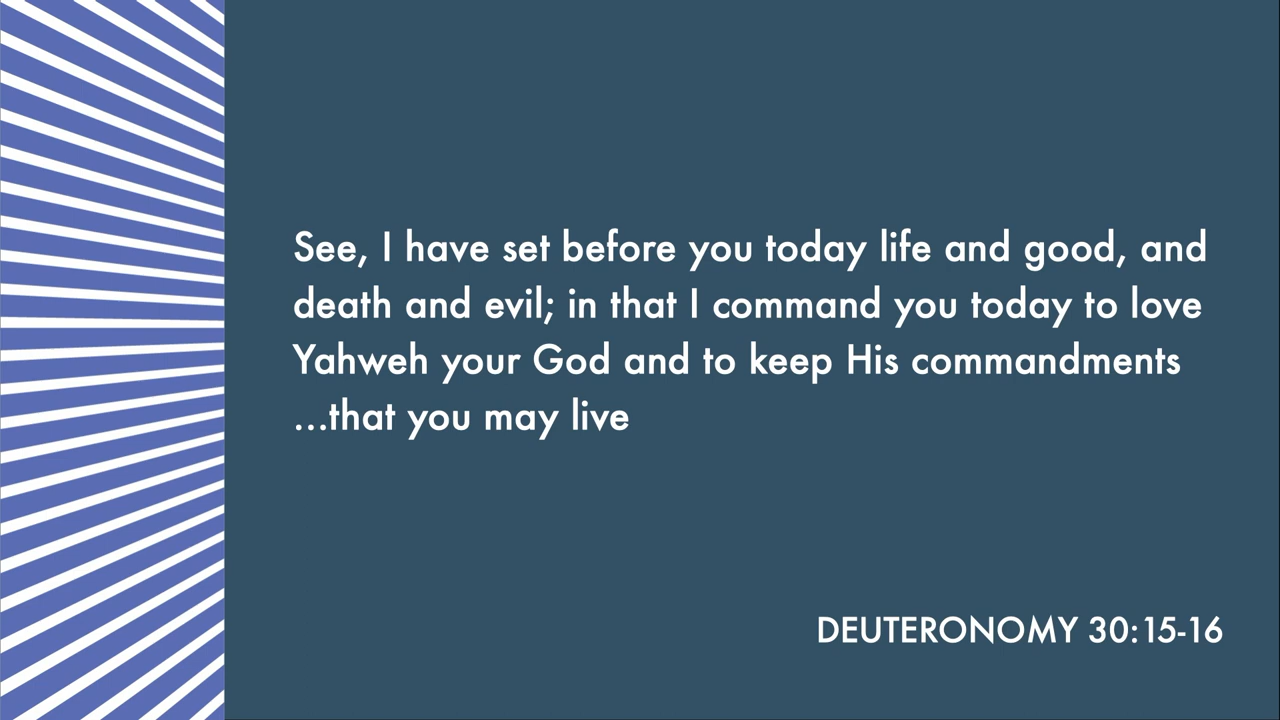 See, I have set before you today life and good, and
death and evil; in that I command you today to love
Yahweh your God and to keep His commandments
…that you may live
DEUTERONOMY 30:15-16